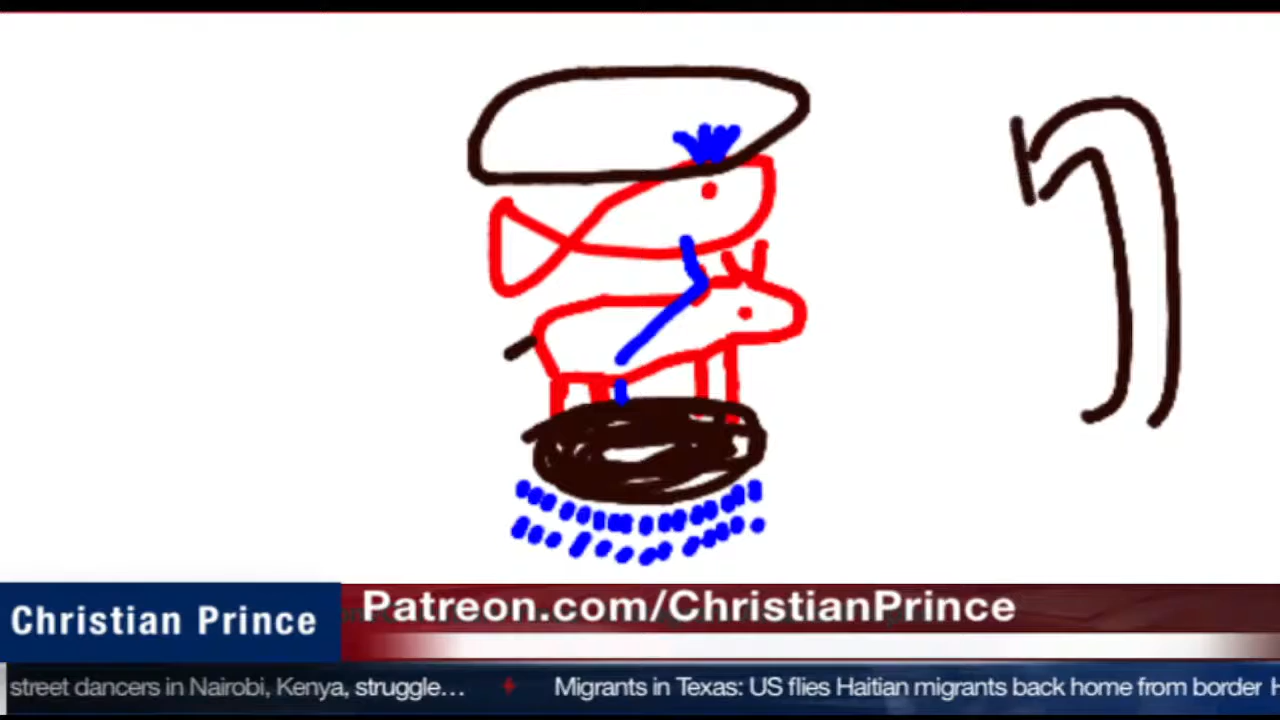 Patreon.com/ChristianPrince
Christian Prince
street dancers in Nairobi, Kenya, struggle… Migrants in Texas: US flies Haitian migrants back home from border